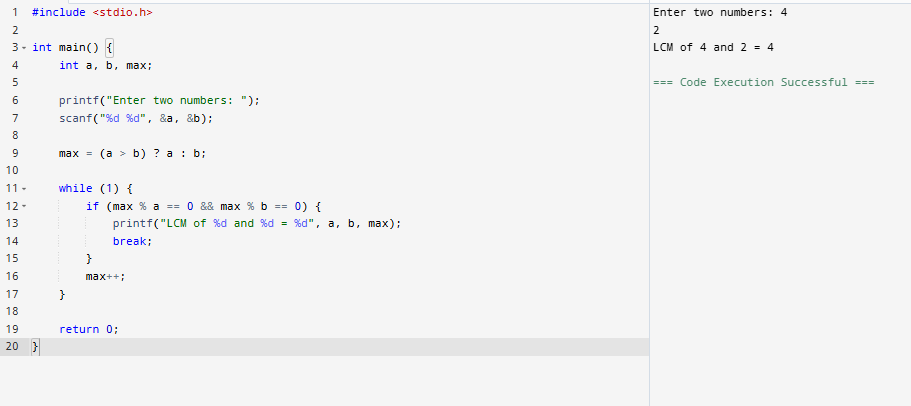 1 #include <stdio.h>
2
3 int main() {
4     int a, b, max;
5
6     printf("Enter two numbers: ");
7     scanf("%d %d", &a, &b);
8
9     max = (a > b) ? a : b;
10
11     while (1) {
12         if (max % a == 0 && max % b == 0) {
13             printf("LCM of %d and %d = %d", a, b, max);
14             break;
15         }
16         max++;
17     }
18
19     return 0;
20 }
Enter two numbers: 4
2
LCM of 4 and 2 = 4
=== Code Execution Successful ===